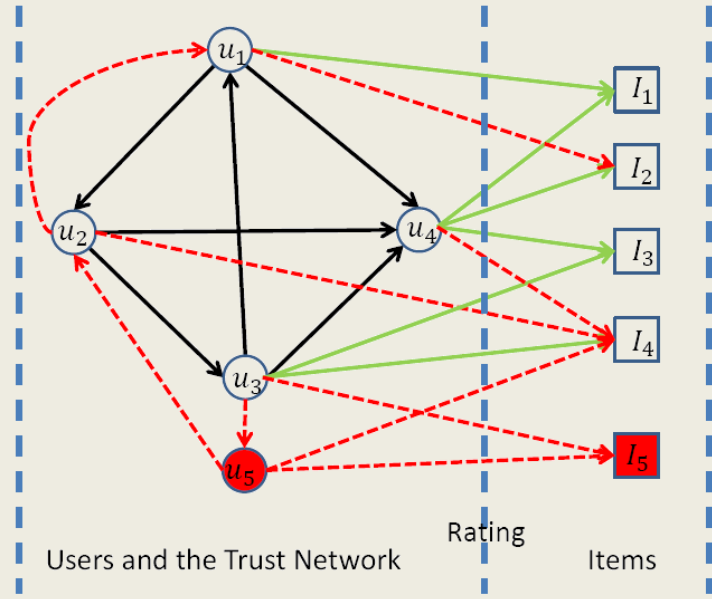 u₁
I₁
I₂
u₂
u₄
I₃
I₄
u₃
u₅
I₅
Rating
Users and the Trust Network
Items